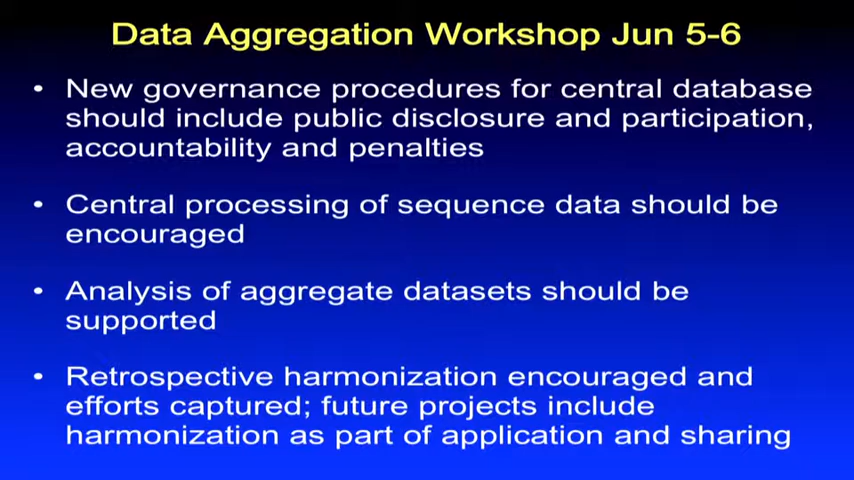 Data Aggregation Workshop Jun 5-6
• New governance procedures for central database
should include public disclosure and participation,
accountability and penalties
• Central processing of sequence data should be
encouraged
• Analysis of aggregate datasets should be
supported
• Retrospective harmonization encouraged and
efforts captured; future projects include
harmonization as part of application and sharing